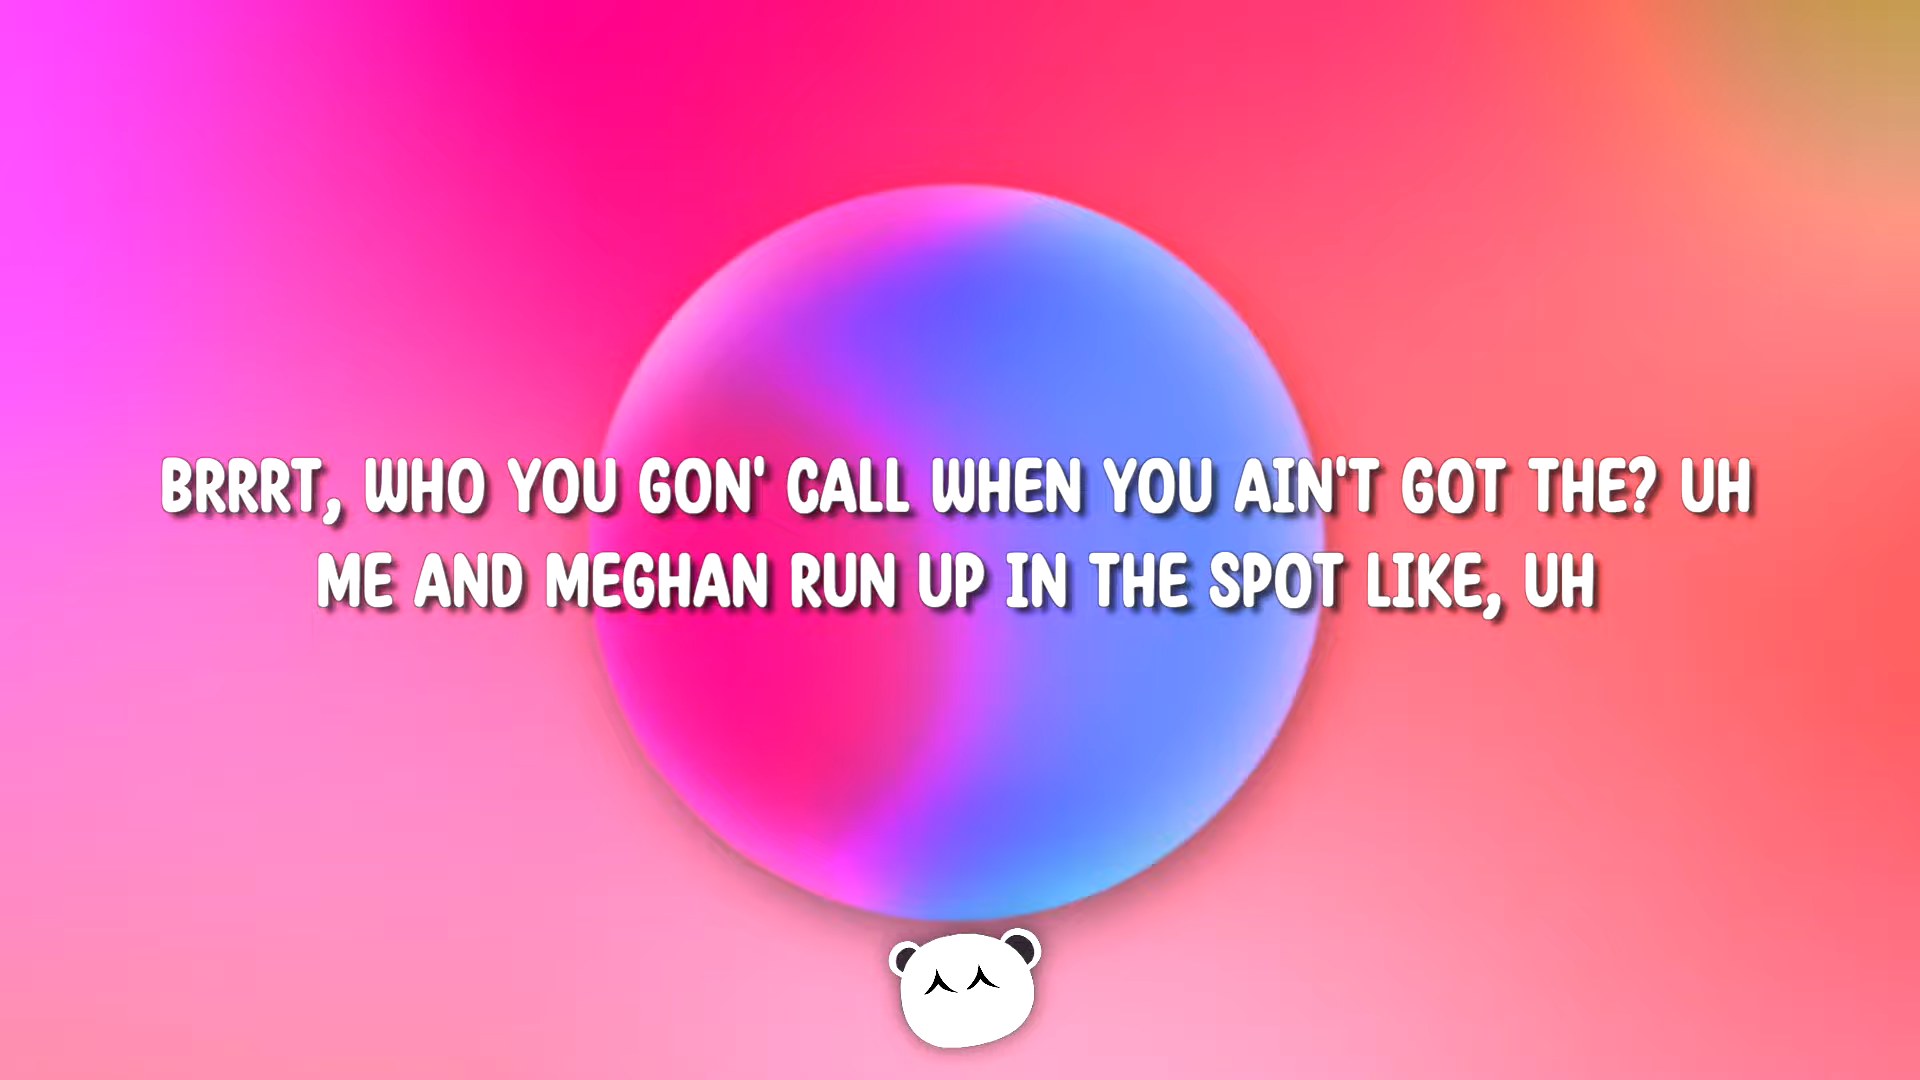 BRRRT, WHO YOU GON' CALL WHEN YOU AIN'T GOT THE? UH
ME AND MEGHAN RUN UP IN THE SPOT LIKE, UH